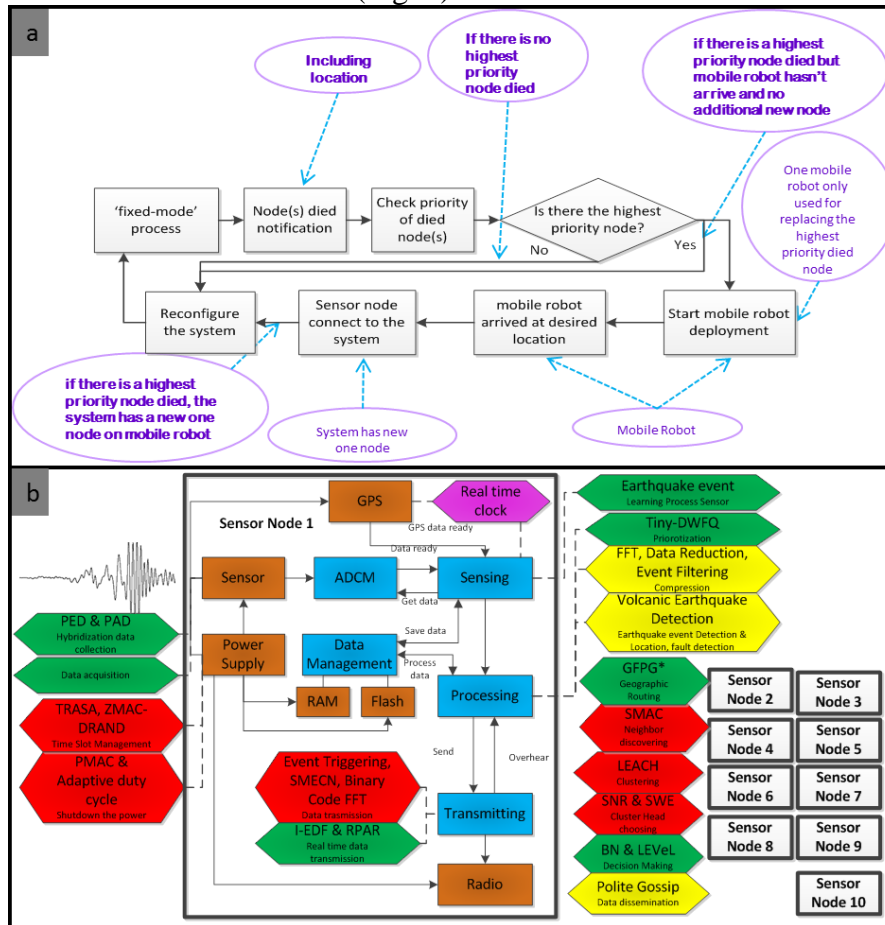 a
Including
location
If there is no
highest
priority
node died
if there is a highest
priority node died but
mobile robot hasn't
arrive and no
additional new node
One mobile
robot only
used for
replacing the
highest
priority died
node
'fixed-mode'
process
Node(s) died
notification
Check priority
of died
node(s)
Is there the highest
priority node?
No
Yes
Reconfigure
the system
Sensor node
connect to the
system
mobile robot
arrived at desired
location
Start mobile robot
deployment
if there is a highest
priority node died, the
system has a new one
node on mobile robot
System has new
one node
Mobile Robot
b
Sensor Node 1
GPS
Real time
clock
GPS data ready
Data ready
Sensor
ADCM
Sensing
Get data
Save data
Power
Supply
Data
Management
Process
data
Processing
RAM
Flash
Send
Overhear
Event Triggering,
SMECN, Binary
Code FFT
Data trasmission
I-EDF & RPAR
Real time data
transmission
Transmitting
Radio
PED & PAD
Hybridization data
collection
Data acquisition
TRASA, ZMAC-
DRAND
Time Slot Management
PMAC &
Adaptive duty
cycle
Shutdown the power
Earthquake event
Learning Process Sensor
Tiny-DWFQ
Priorotization
FFT, Data Reduction,
Event Filtering
Compression
Volcanic Earthquake
Detection
Earthquake event Detection &
Location, fault detection
GFPG*
Geographic
Routing
SMAC
Neighbor
discovering
LEACH
Clustering
SNR & SWE
Cluster Head
choosing
BN & LEVeL
Decision Making
Polite Gossip
Data dissemination
Sensor
Node 2
Sensor
Node 3
Sensor
Node 4
Sensor
Node 5
Sensor
Node 6
Sensor
Node 7
Sensor
Node 8
Sensor
Node 9
Sensor
Node 10